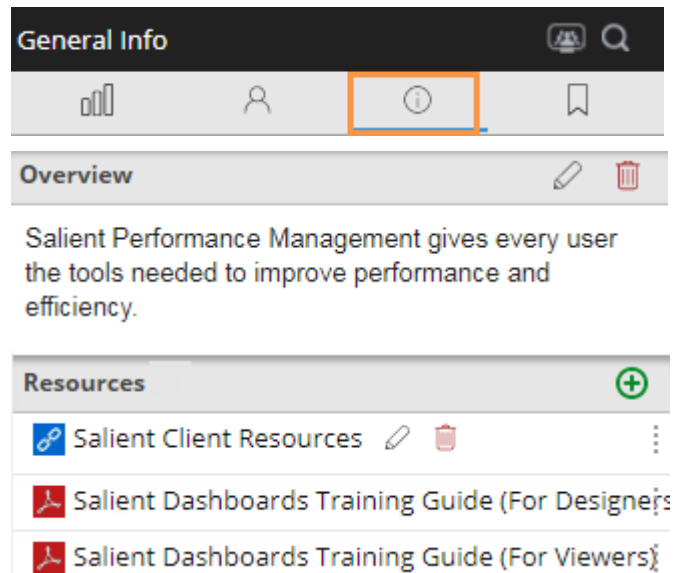 General Info
Overview
Salient Performance Management gives every user
the tools needed to improve performance and
efficiency.
Resources
Salient Client Resources
Salient Dashboards Training Guide (For Designers
Salient Dashboards Training Guide (For Viewers)